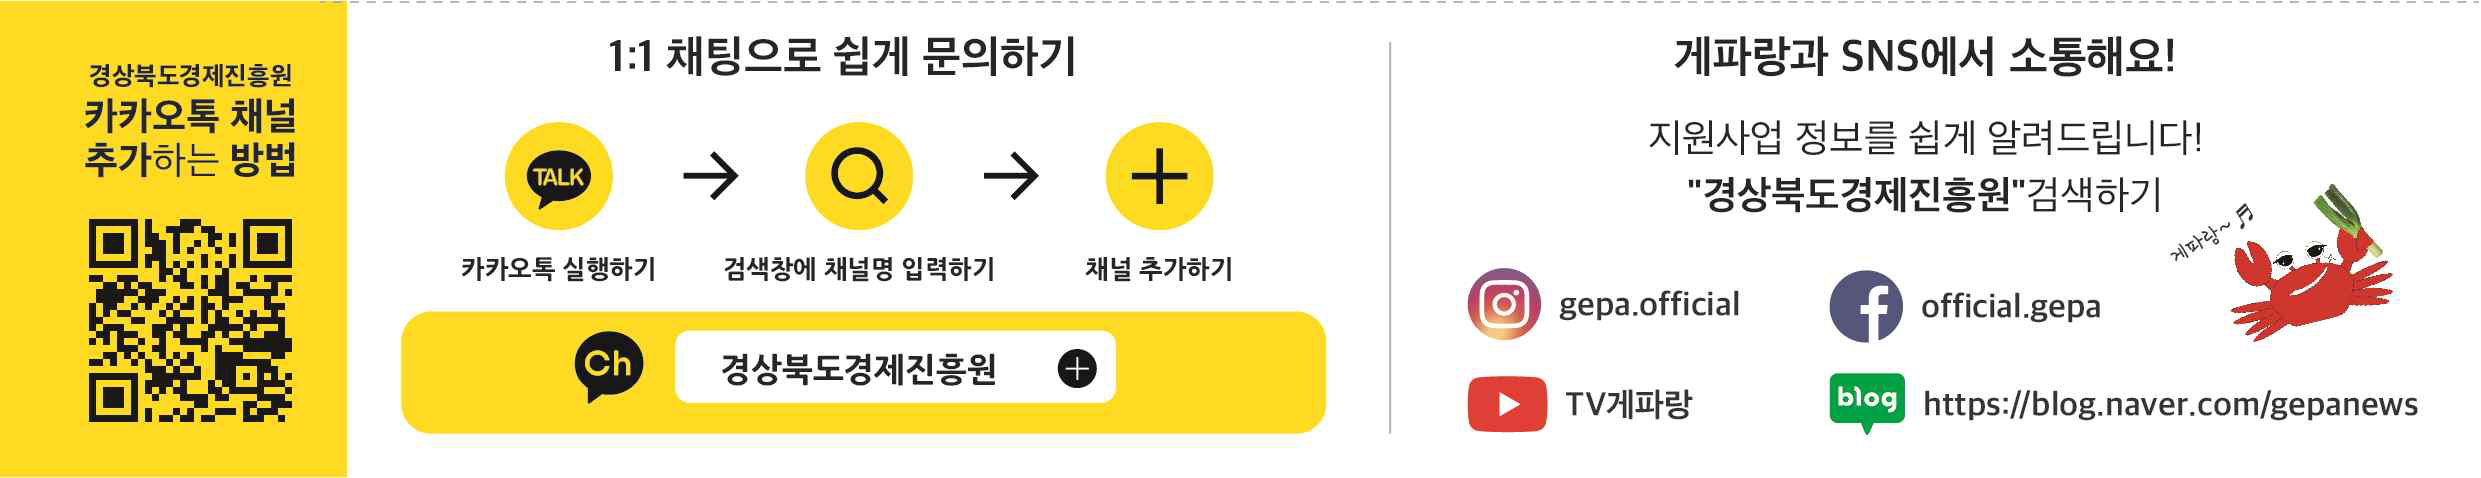 경상북도경제진흥원
카카오톡 채널
추가하는 방법
1:1 채팅으로 쉽게 문의하기
TALK
카카오톡 실행하기
검색창에 채널명 입력하기
채널 추가하기
Ch
경상북도경제진흥원
게파랑과 SNS에서 소통해요!
지원사업 정보를 쉽게 알려드립니다!
"경상북도경제진흥원"검색하기
게파랑~
gepa.official
official.gepa
TV게파랑
blog
https://blog.naver.com/gepanews